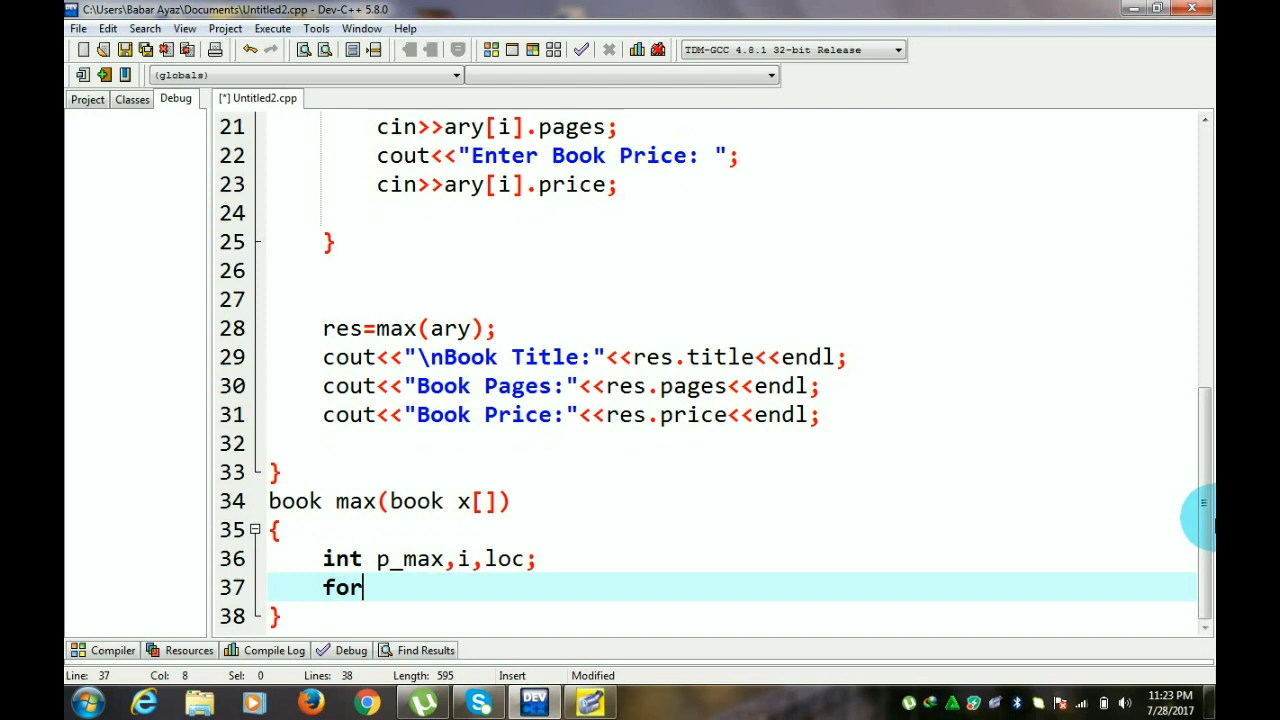 C:\Users\Babar Ayaz\Documents\Untitled2.cpp - Dev-C++ 5.8.0
File Edit Search View Project Execute Tools Window Help
TDM-GCC 4.8.1 32-bit Release
(globals)
Project Classes Debug [*] Untitled2.cpp
21 cin>>ary[i].pages;
22 cout<<"Enter Book Price: ";
23 cin>>ary[i].price;
24
25 }
26
27
28 res=max(ary);
29 cout<<"\nBook Title:"<<res.title<<endl;
30 cout<<"Book Pages:"<<res.pages<<endl;
31 cout<<"Book Price:"<<res.price<<endl;
32
33 }
34 book max(book x[])
35 {
36 int p_max,i,loc;
37 for
38 }
Compiler Resources Compile Log Debug Find Results
Line: 37 Col: 8 Sel: 0 Lines: 38 Length: 595 Insert Modified
DEV
11:23 PM
7/28/2017